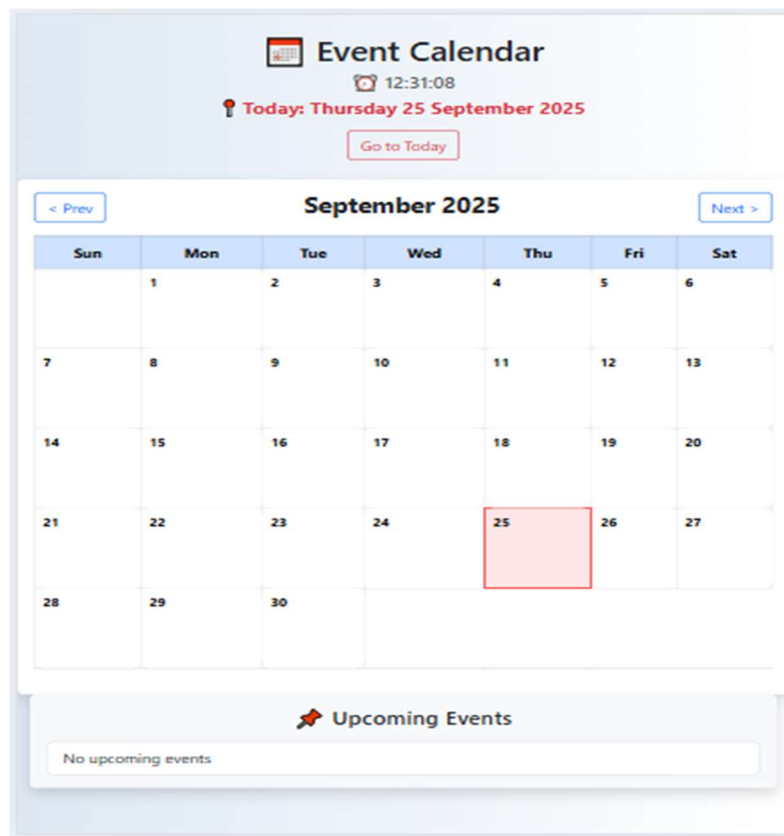 Event Calendar
12:31:08
Today: Thursday 25 September 2025
Go to Today
< Prev September 2025 Next >
Sun Mon Tue Wed Thu Fri Sat
1 2 3 4 5 6
7 8 9 10 11 12 13
14 15 16 17 18 19 20
21 22 23 24 25 26 27
28 29 30
Upcoming Events
No upcoming events